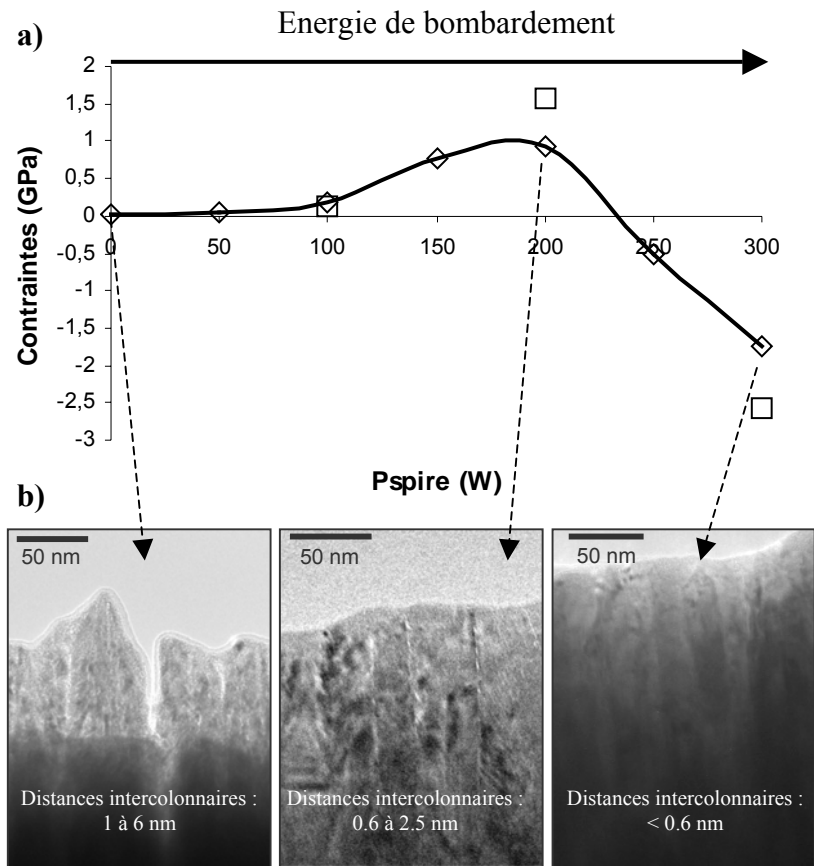 a)
Energie de bombardement
2
1,5
1
0,5
0
-0,5
-1
-1,5
-2
-2,5
-3
Contraintes (GPa)
0 50 100 150 200 250 300
Pspire (W)
b)
50 nm
50 nm
50 nm
Distances intercolonnaires :
1 à 6 nm
Distances intercolonnaires :
0.6 à 2.5 nm
Distances intercolonnaires :
< 0.6 nm